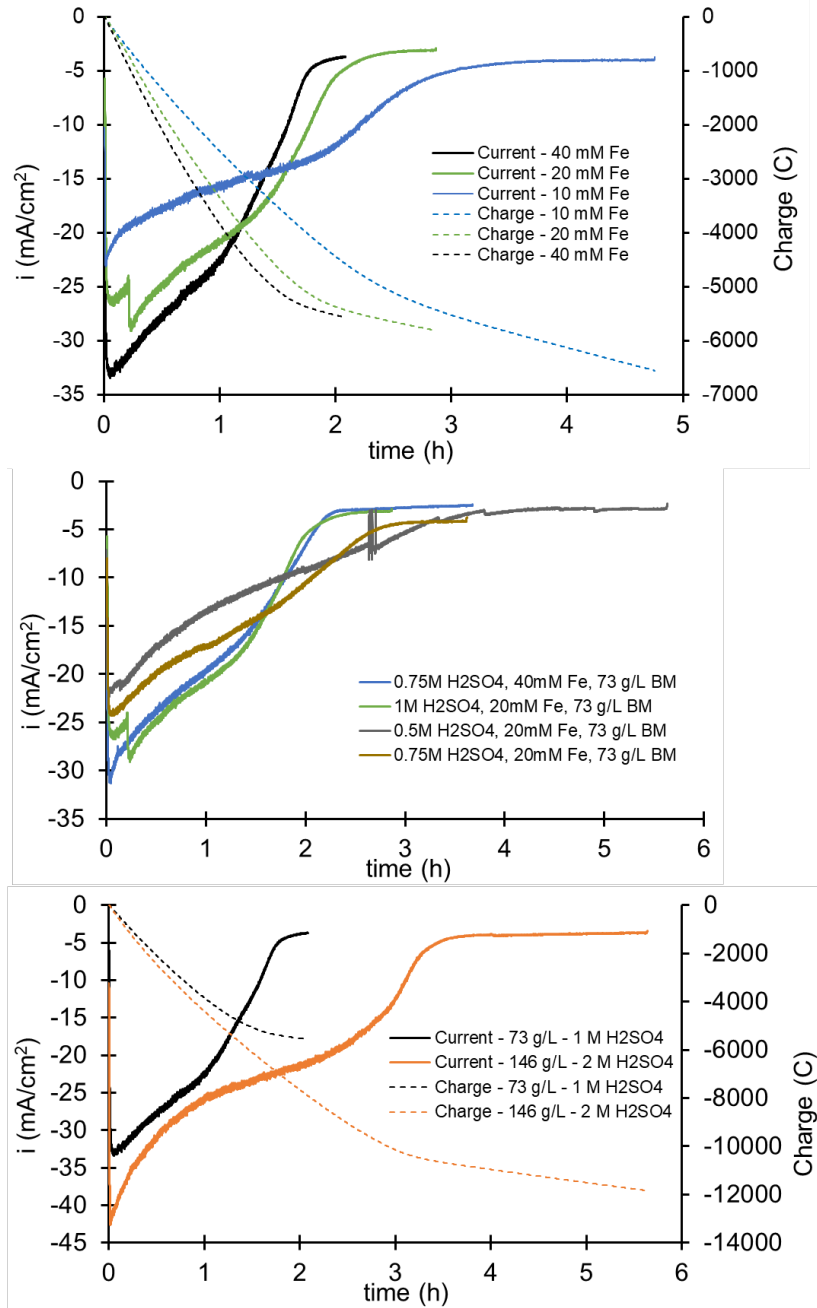 0
-5
-10
-15
-20
-25
-30
-35
i (mA/cm²)
0
-1000
-2000
-3000
-4000
-5000
-6000
-7000
Charge (C)
Current - 40 mM Fe
Current - 20 mM Fe
Current - 10 mM Fe
Charge - 10 mM Fe
Charge - 20 mM Fe
Charge - 40 mM Fe
0 1 2 3 4 5
time (h)
0
-5
-10
-15
-20
-25
-30
-35
i (mA/cm²)
0.75M H2SO4, 40mM Fe, 73 g/L BM
1M H2SO4, 20mM Fe, 73 g/L BM
0.5M H2SO4, 20mM Fe, 73 g/L BM
0.75M H2SO4, 20mM Fe, 73 g/L BM
0 1 2 3 4 5 6
time (h)
0
-5
-10
-15
-20
-25
-30
-35
-40
-45
i (mA/cm²)
0
-2000
-4000
-6000
-8000
-10000
-12000
-14000
Charge (C)
Current - 73 g/L - 1 M H2SO4
Current - 146 g/L - 2 M H2SO4
Charge - 73 g/L - 1 M H2SO4
Charge - 146 g/L - 2 M H2SO4
0 1 2 3 4 5 6
time (h)